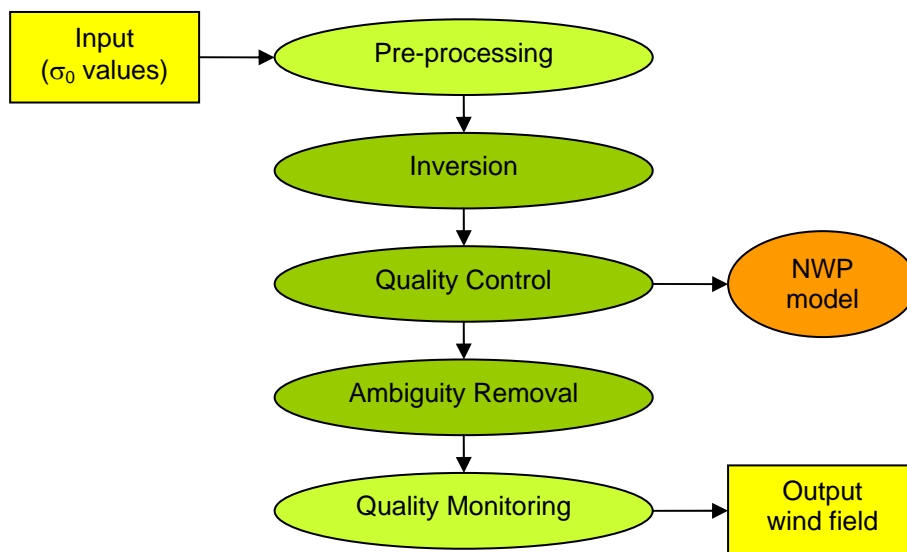 Input
(σ₀ values)
Pre-processing
Inversion
Quality Control
NWP
model
Ambiguity Removal
Quality Monitoring
Output
wind field